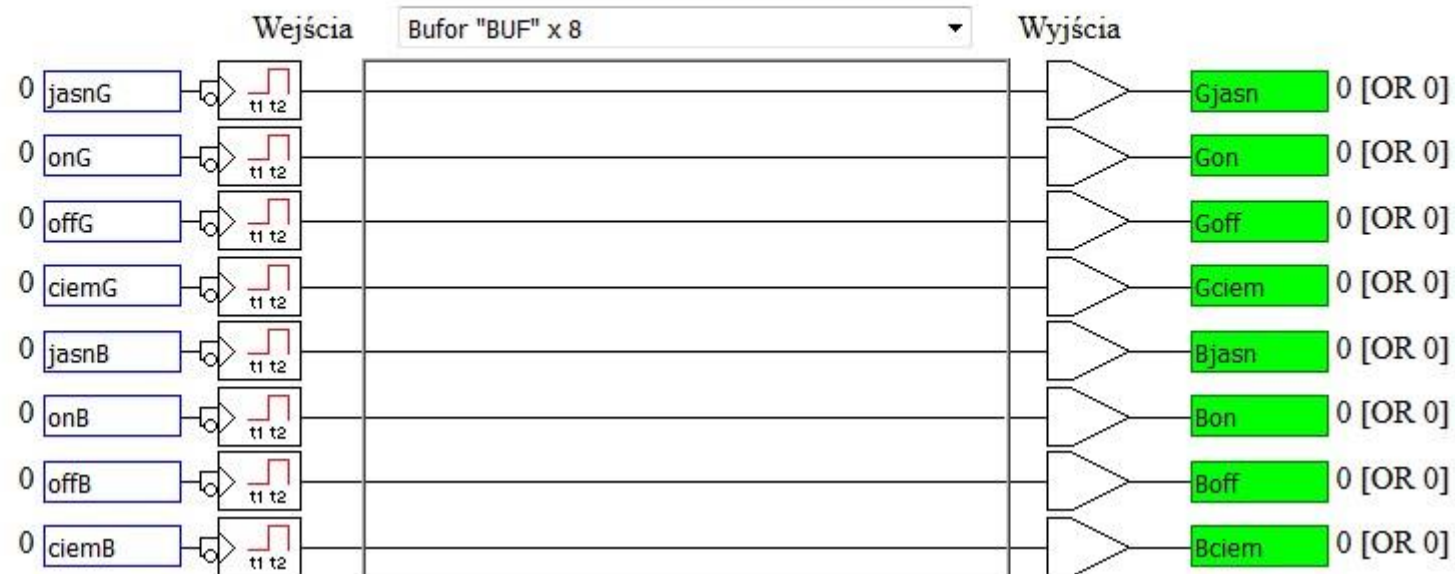 Wejścia Bufor "BUF" x 8 Wyjścia
0 jasnG t1 t2 Gjasn 0 [OR 0]
0 onG t1 t2 Gon 0 [OR 0]
0 offG t1 t2 Goff 0 [OR 0]
0 ciemG t1 t2 Gciem 0 [OR 0]
0 jasnB t1 t2 Bjasn 0 [OR 0]
0 onB t1 t2 Bon 0 [OR 0]
0 offB t1 t2 Boff 0 [OR 0]
0 ciemB t1 t2 Bciem 0 [OR 0]